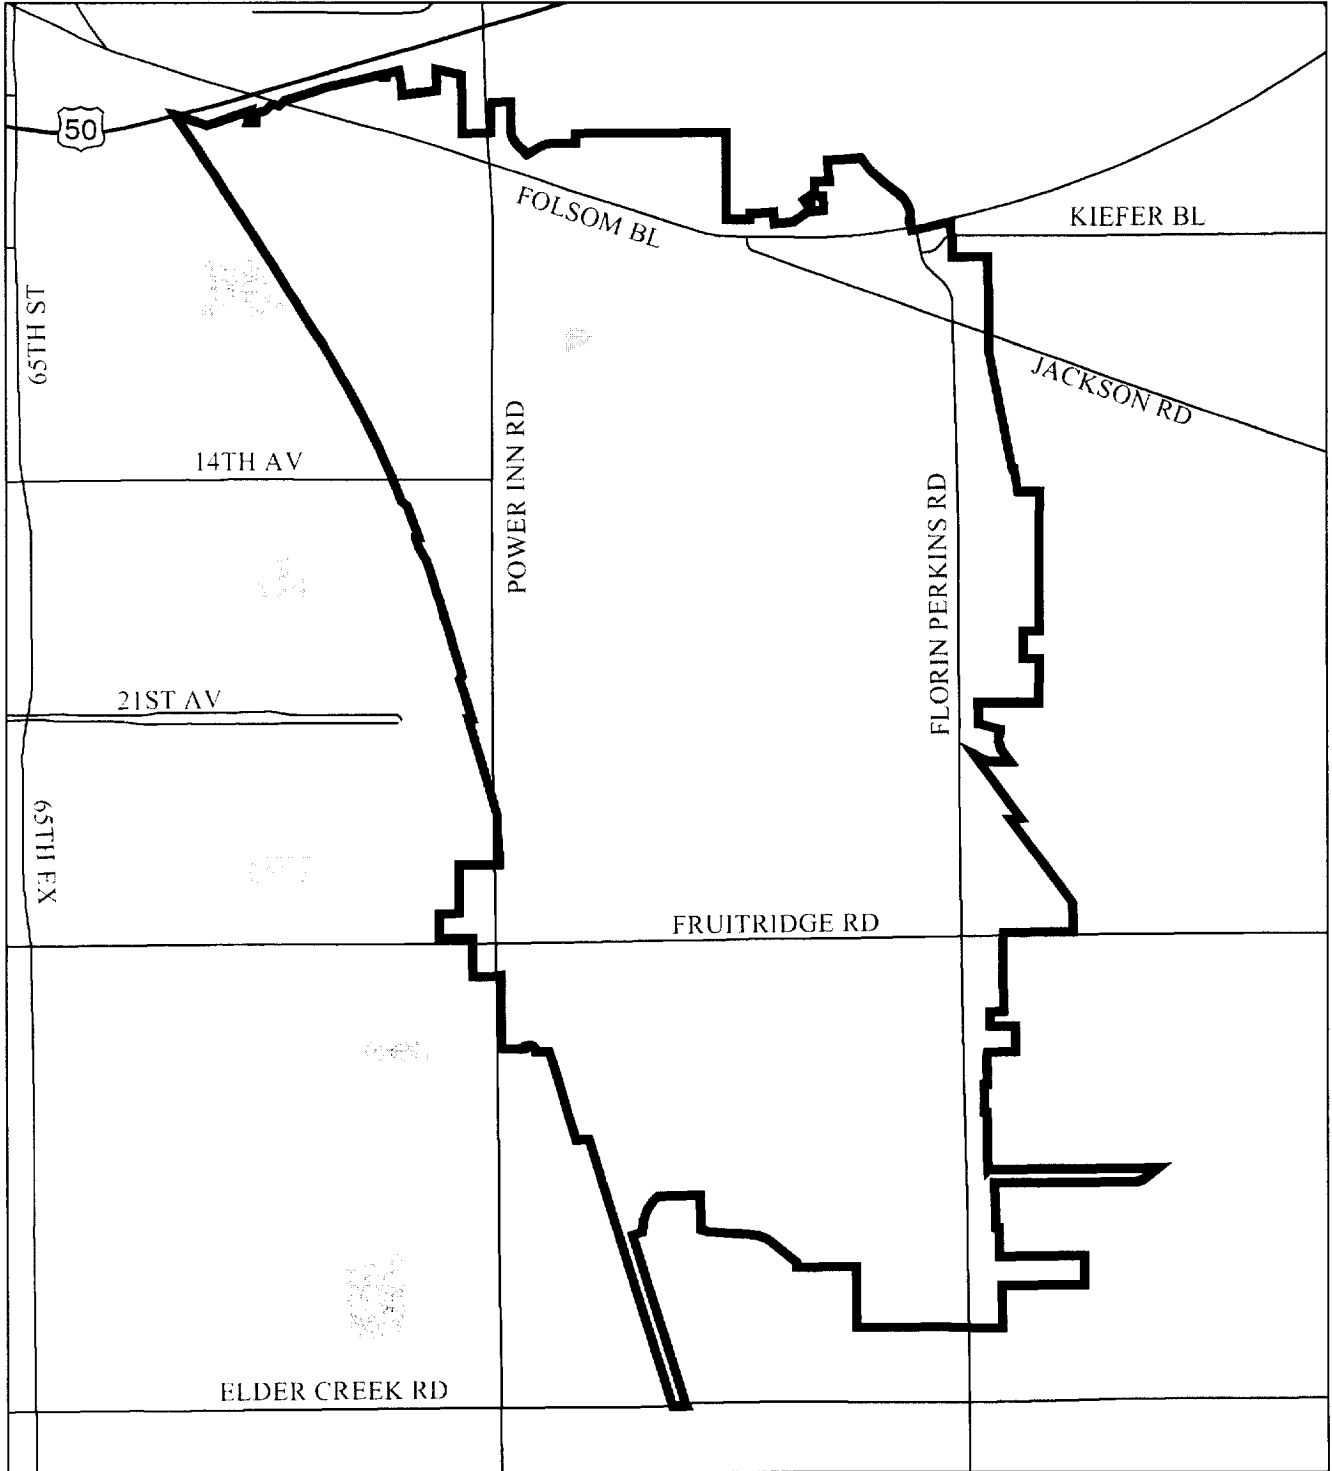 50
FOLSOM BL
KIEFER BL
65TH ST
JACKSON RD
14TH AV
POWER INN RD
FLORIN PERKINS RD
21ST AV
65TH EX
FRUITRIDGE RD
ELDER CREEK RD